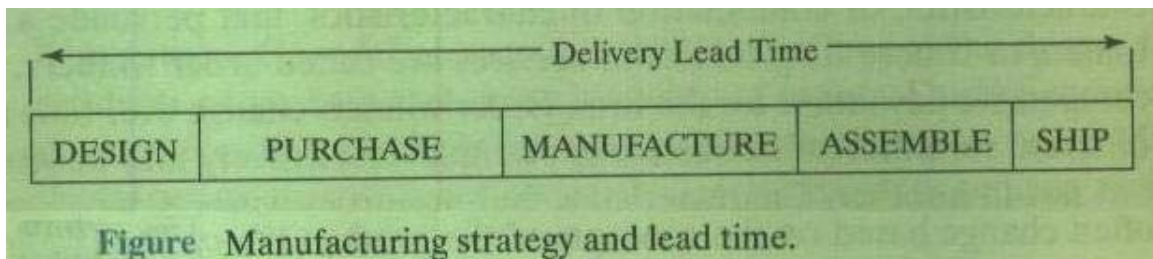 Delivery Lead Time
DESIGN PURCHASE MANUFACTURE ASSEMBLE SHIP
Figure Manufacturing strategy and lead time.